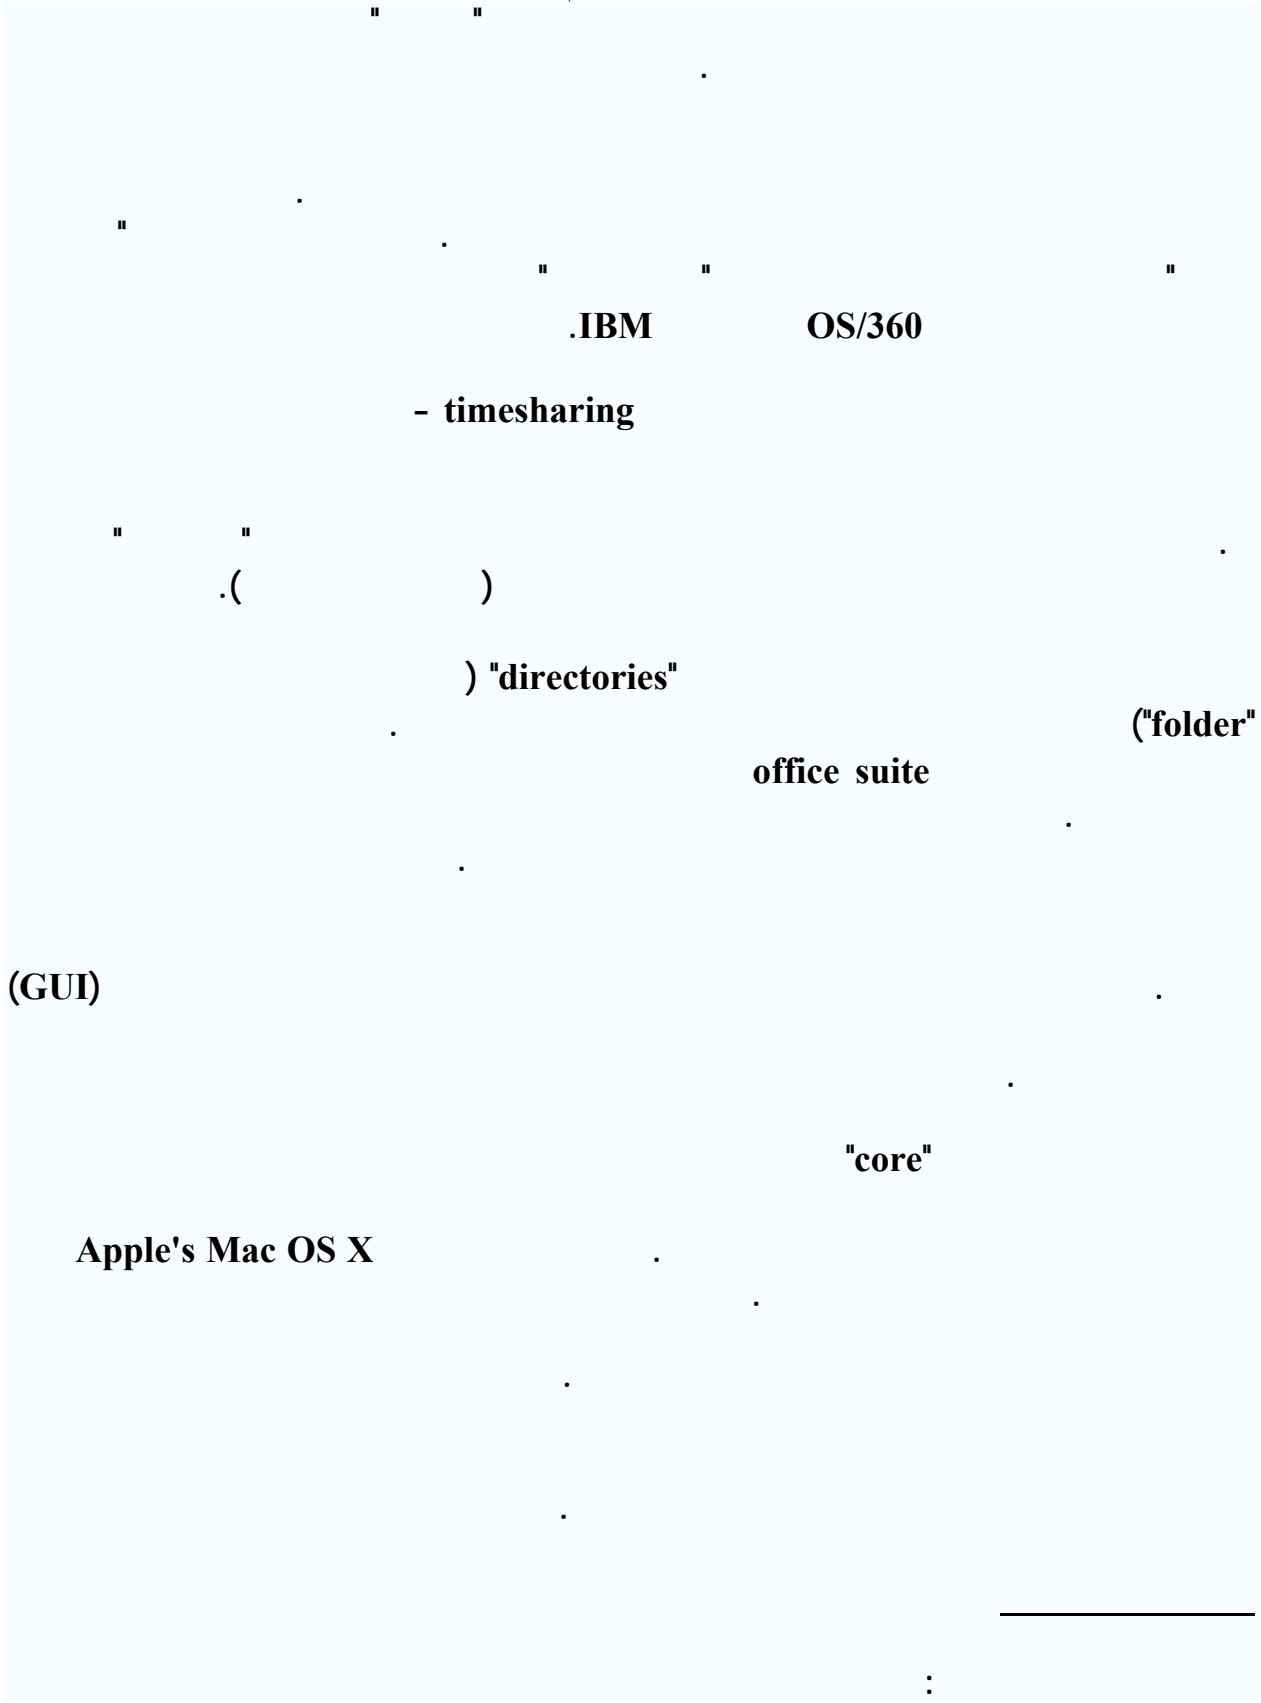 " "
.
.
" .
" " "
OS/360 IBM.
timesharing -
. " "
( ).
"directories" (
"folder") .
office suite
.
.
. (GUI)
.
"core"
. Apple's Mac OS X
.
.
.
: